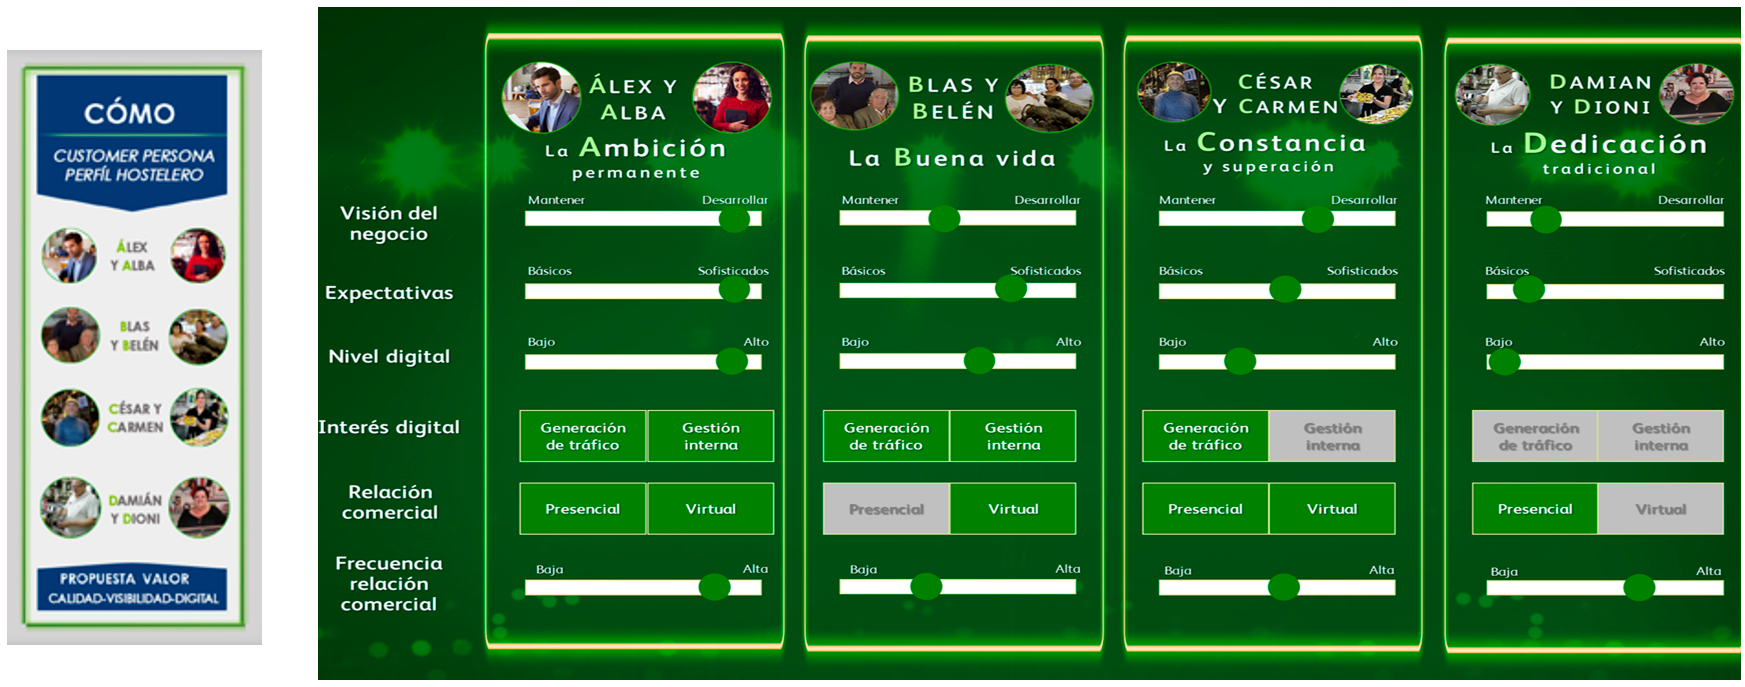 CÓMO
CUSTOMER PERSONA
PERFÍL HOSTELERO
ÁLEX
Y ALBA
BLAS
Y BELÉN
CÉSAR Y
CARMEN
DAMIÁN
Y DIONI
PROPUESTA VALOR
CALIDAD-VISIBILIDAD-DIGITAL
Visión del
negocio
Expectativas
Nivel digital
Interés digital
Relación
comercial
Frecuencia
relación
comercial
ÁLEX Y
ALBA
La Ambición
permanente
Mantener Desarrollar
Básicos Sofisticados
Bajo Alto
Generación
de tráfico
Gestión
interna
Presencial Virtual
Baja Alta
BLAS Y
BELÉN
La Buena vida
Mantener Desarrollar
Básicos Sofisticados
Bajo Alto
Generación
de tráfico
Gestión
interna
Presencial Virtual
Baja Alta
CÉSAR
Y CARMEN
La Constancia
y superación
Mantener Desarrollar
Básicos Sofisticados
Bajo Alto
Generación
de tráfico
Gestión
interna
Presencial Virtual
Baja Alta
DAMIAN
Y DIONI
La Dedicación
tradicional
Mantener Desarrollar
Básicos Sofisticados
Bajo Alto
Generación
de tráfico
Gestión
interna
Presencial Virtual
Baja Alta